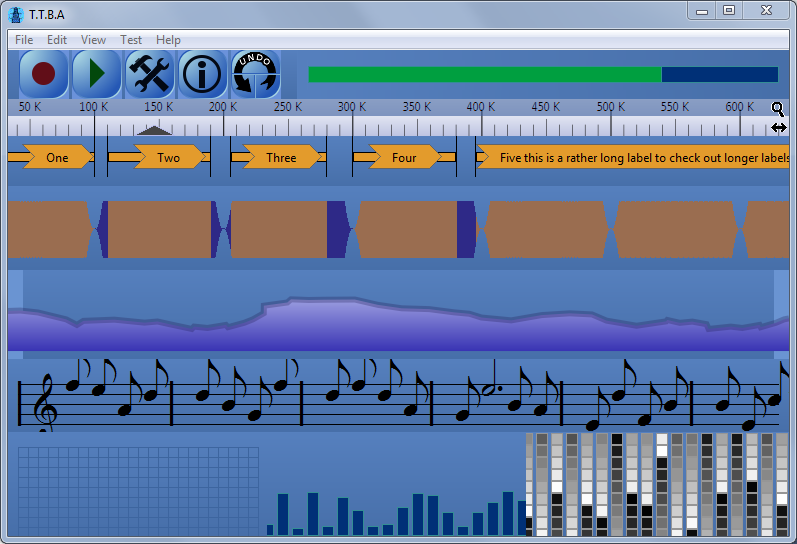 T.T.B.A
File Edit View Test Help
UNDO
50 K 100 K 150 K 200 K 250 K 300 K 350 K 400 K 450 K 500 K 550 K 600 K
One Two Three Four Five this is a rather long label to check out longer labels